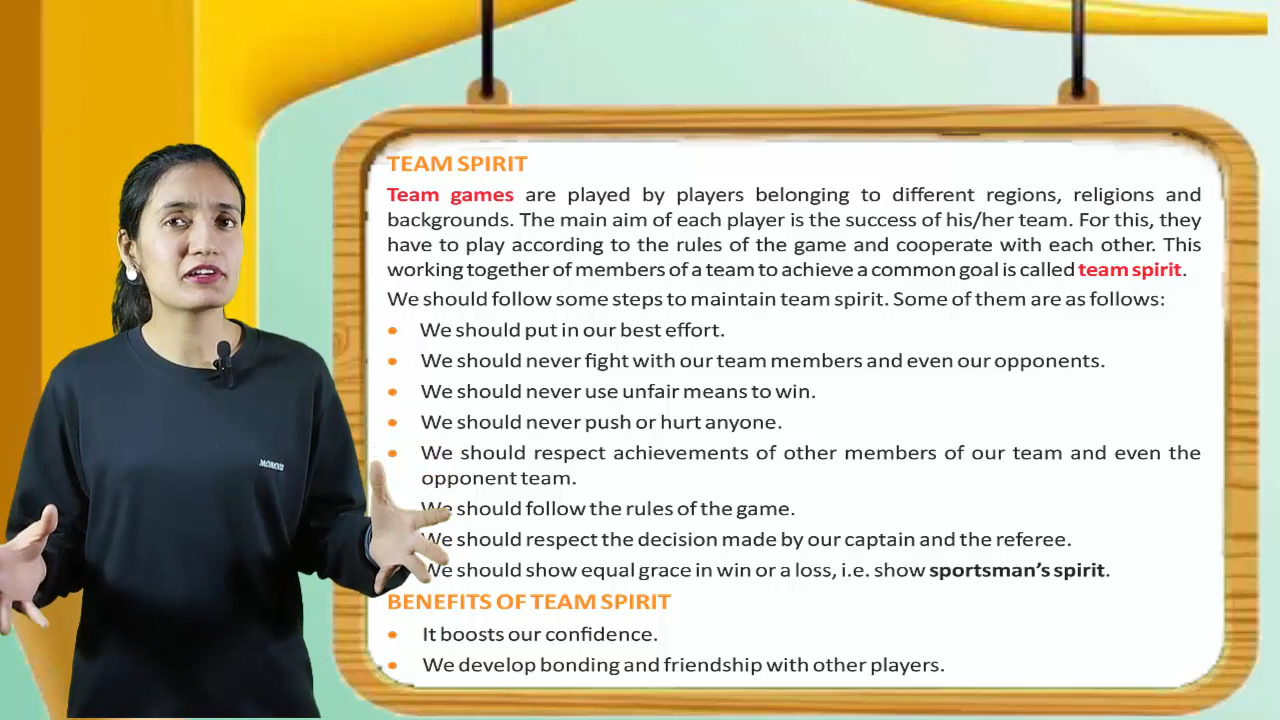 TEAM SPIRIT
Team games are played by players belonging to different regions, religions and
backgrounds. The main aim of each player is the success of his/her team. For this, they
have to play according to the rules of the game and cooperate with each other. This
working together of members of a team to achieve a common goal is called team spirit.
We should follow some steps to maintain team spirit. Some of them are as follows:
• We should put in our best effort.
• We should never fight with our team members and even our opponents.
• We should never use unfair means to win.
• We should never push or hurt anyone.
• We should respect achievements of other members of our team and even the
opponent team.
We should follow the rules of the game.
We should respect the decision made by our captain and the referee.
We should show equal grace in win or a loss, i.e. show sportsman's spirit.
BENEFITS OF TEAM SPIRIT
• It boosts our confidence.
• We develop bonding and friendship with other players.